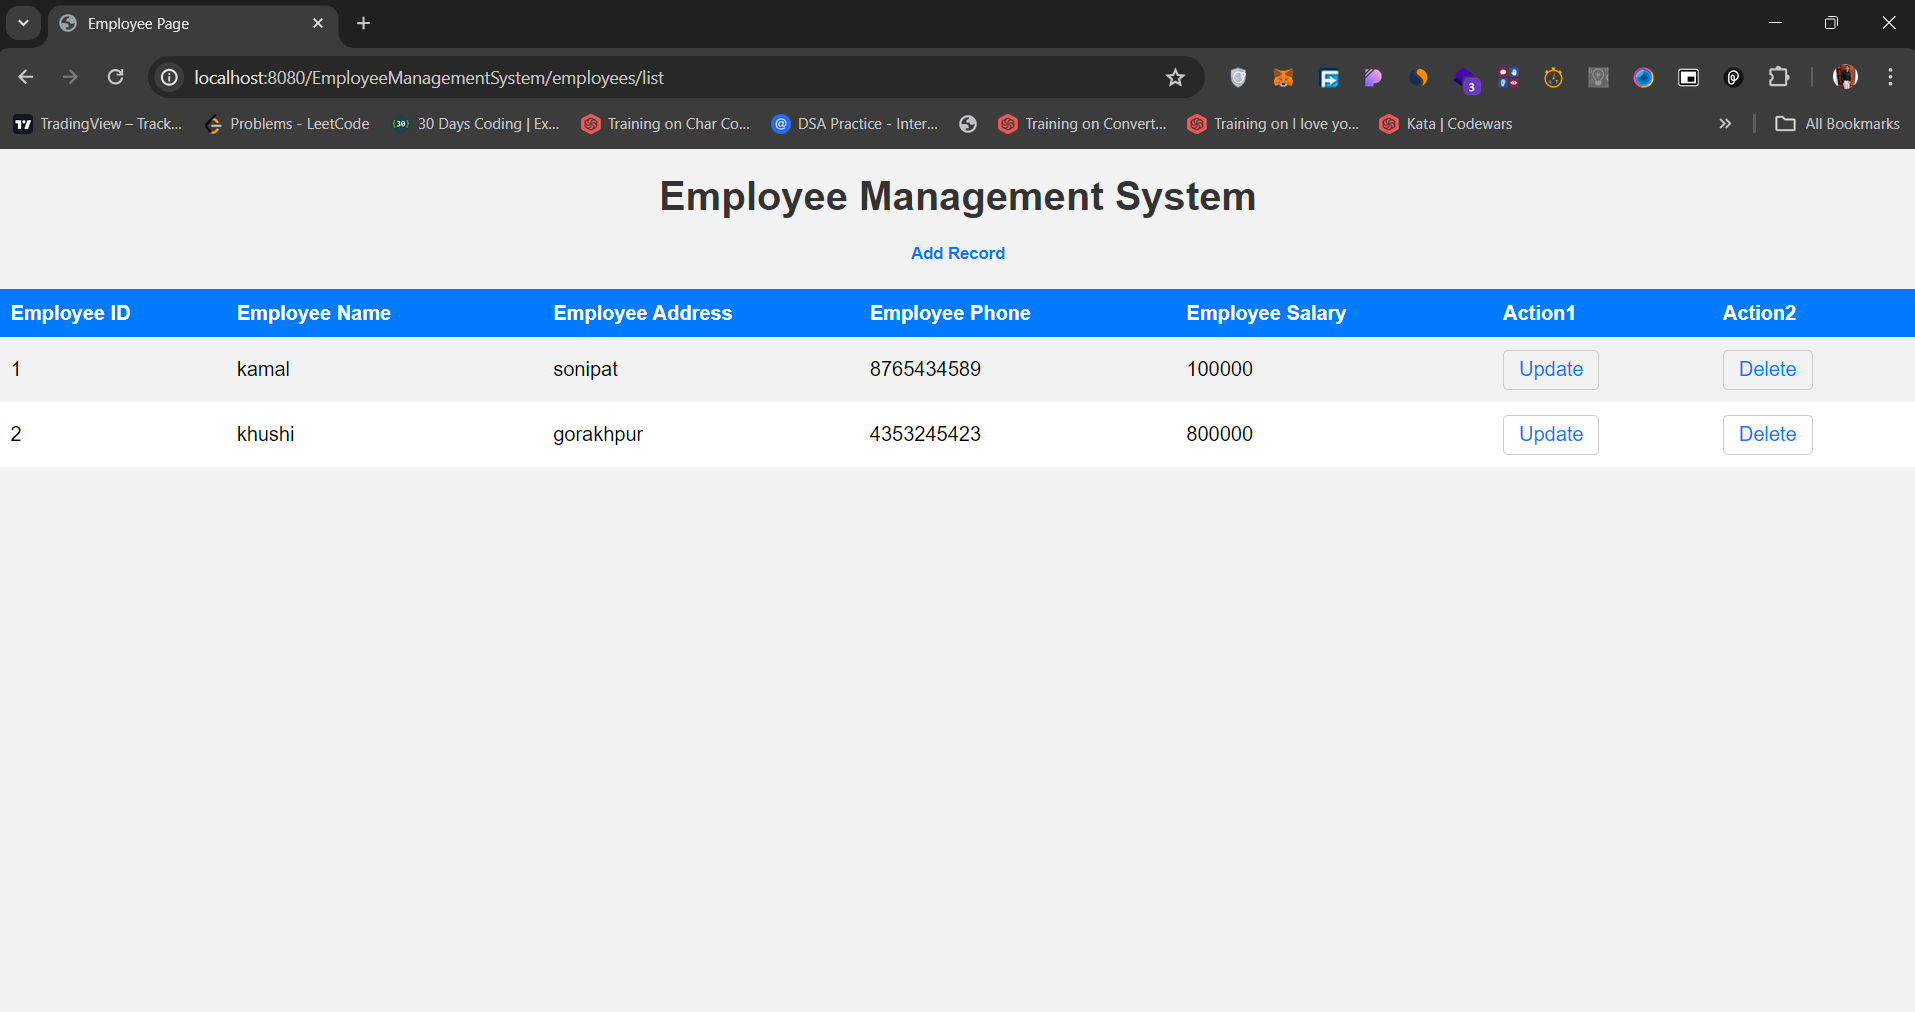 Employee Page
localhost:8080/EmployeeManagementSystem/employees/list
3
TradingView – Track... Problems - LeetCode {30} 30 Days Coding | Ex... Training on Char Co... @ DSA Practice - Inter... Training on Convert... Training on I love yo... Kata | Codewars All Bookmarks
Employee Management System
Add Record
Employee ID Employee Name Employee Address Employee Phone Employee Salary Action1 Action2
1 kamal sonipat 8765434589 100000 Update Delete
2 khushi gorakhpur 4353245423 800000 Update Delete